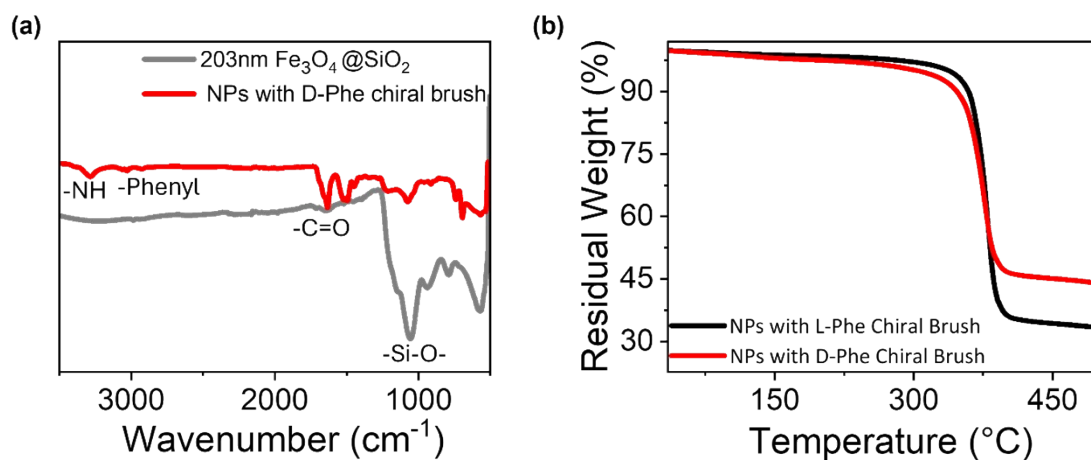 (a)
203nm Fe₃O₄@SiO₂
NPs with D-Phe chiral brush
-NH
-Phenyl
-C=O
-Si-O-
3000
2000
1000
Wavenumber (cm⁻¹)
(b)
Residual Weight (%)
90
75
60
45
30
NPs with L-Phe Chiral Brush
NPs with D-Phe Chiral Brush
150
300
450
Temperature (°C)